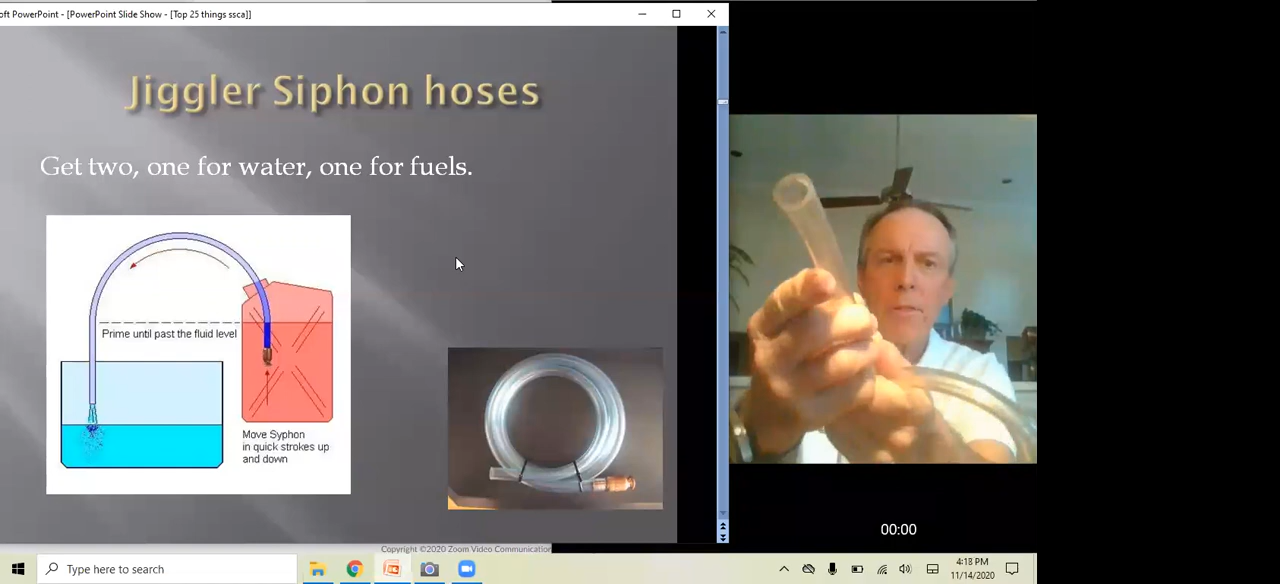 oft PowerPoint - [PowerPoint Slide Show - [Top 25 things ssca]]
Jiggler Siphon hoses
Get two, one for water, one for fuels.
Prime until past the fluid level
Move Syphon
in quick strokes up
and down
00:00
Copyright ©2020 Zoom Video Communication
Type here to search
4:18 PM
11/14/2020